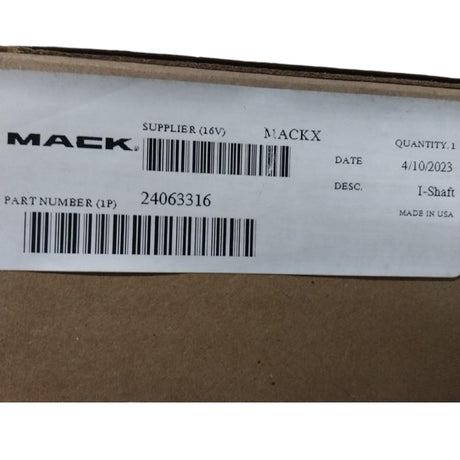 MACK®
SUPPLIER (16V) MACKX
QUANTITY. 1
DATE 4/10/2023
DESC. I-Shaft
MADE IN USA
PART NUMBER (1P) 24063316